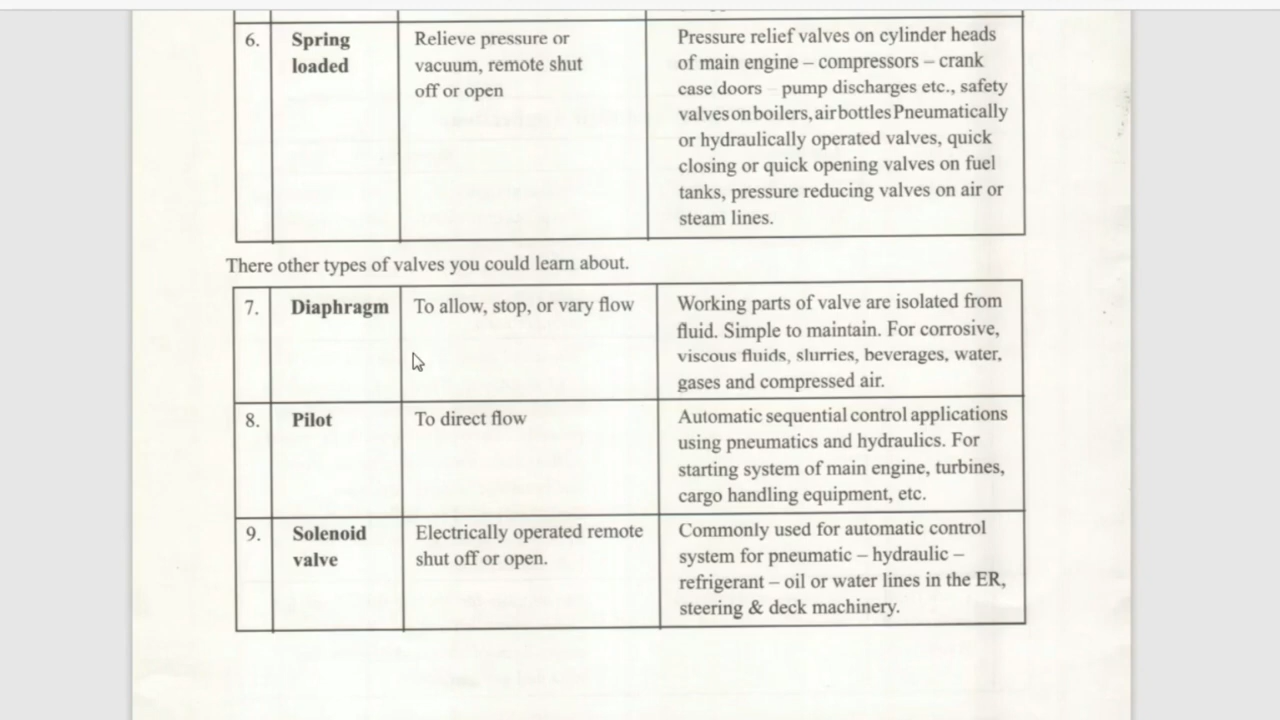 6.
Spring
loaded
Relieve pressure or
vacuum, remote shut
off or open
Pressure relief valves on cylinder heads
of main engine – compressors – crank
case doors – pump discharges etc., safety
valves on boilers, air bottles Pneumatically
or hydraulically operated valves, quick
closing or quick opening valves on fuel
tanks, pressure reducing valves on air or
steam lines.
There other types of valves you could learn about.
7.
Diaphragm
To allow, stop, or vary flow
Working parts of valve are isolated from
fluid. Simple to maintain. For corrosive,
viscous fluids, slurries, beverages, water,
gases and compressed air.
8.
Pilot
To direct flow
Automatic sequential control applications
using pneumatics and hydraulics. For
starting system of main engine, turbines,
cargo handling equipment, etc.
9.
Solenoid
valve
Electrically operated remote
shut off or open.
Commonly used for automatic control
system for pneumatic – hydraulic –
refrigerant – oil or water lines in the ER,
steering & deck machinery.